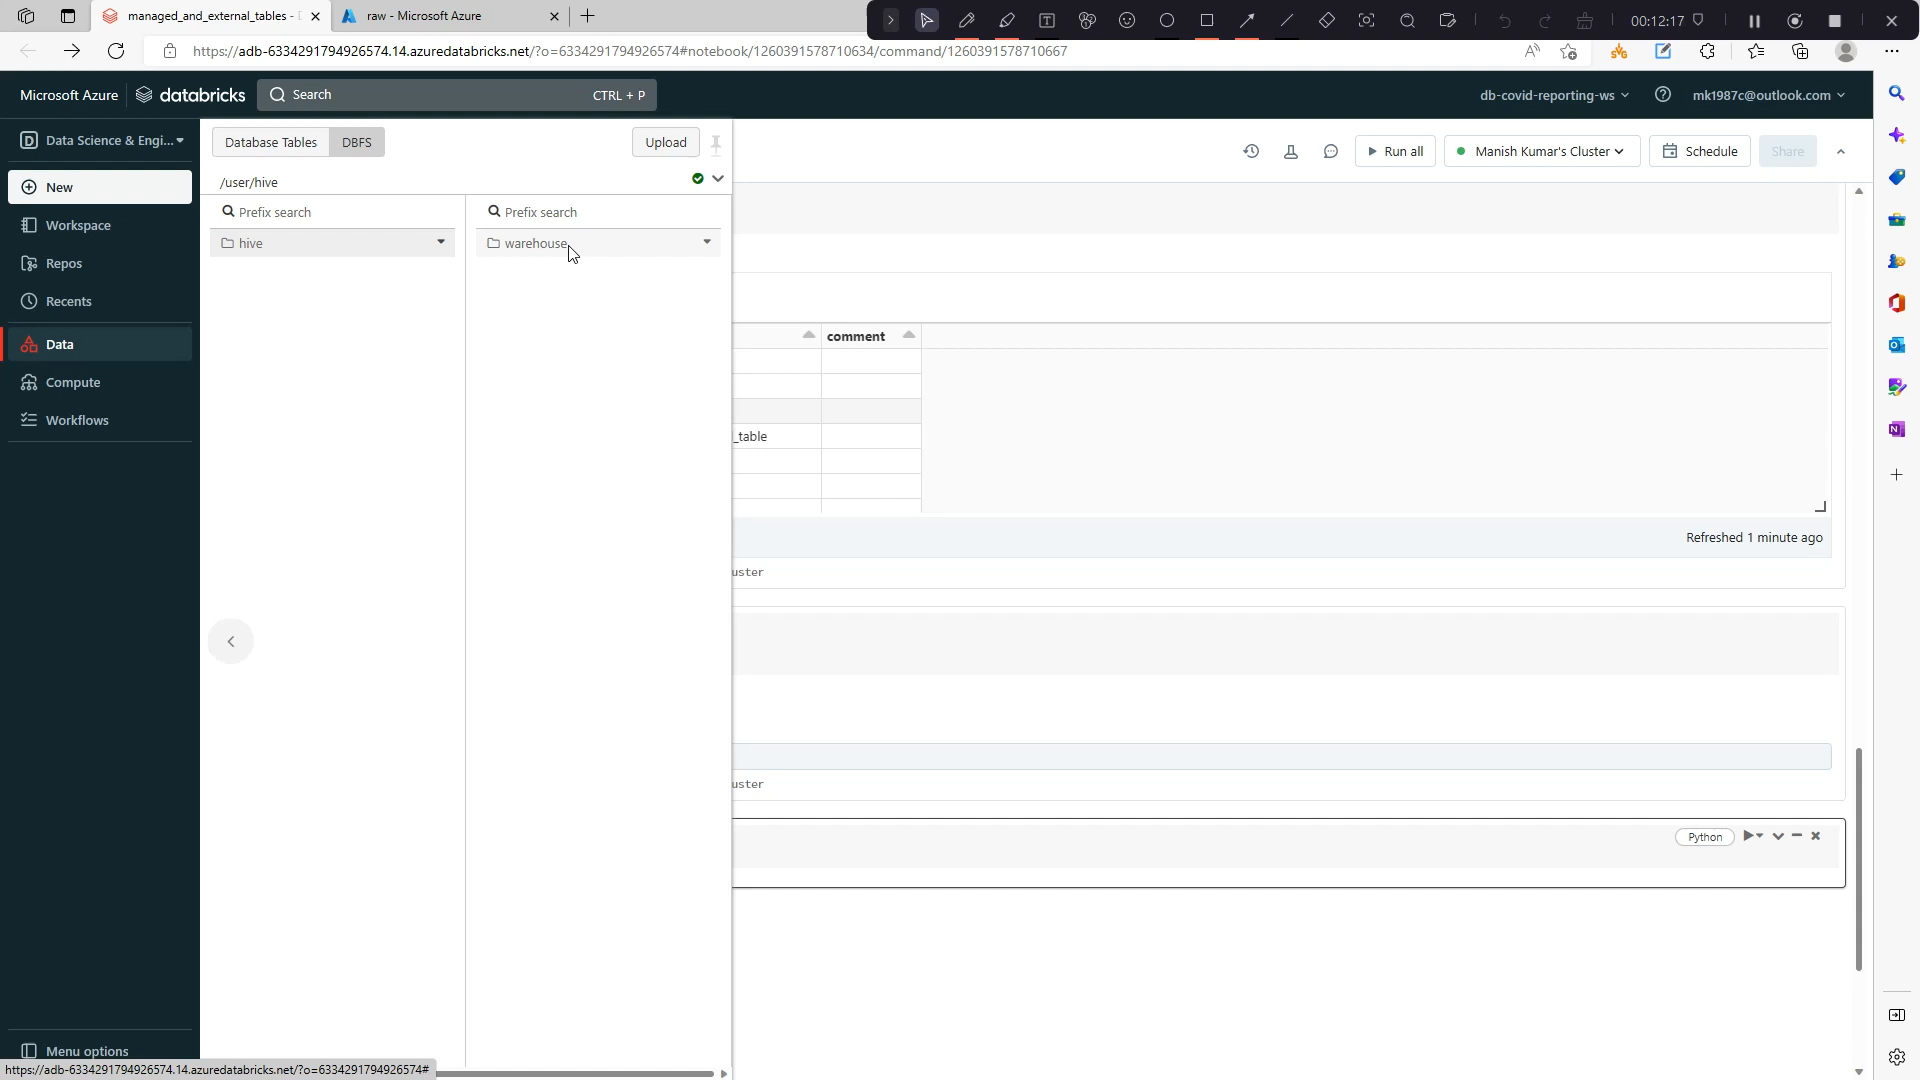 managed_and_external_tables -
raw - Microsoft Azure
00:12:17
https://adb-6334291794926574.14.azuredatabricks.net/?o=6334291794926574#notebook/1260391578710634/command/1260391578710667
Microsoft Azure
databricks
Search
CTRL + P
db-covid-reporting-ws
mk1987c@outlook.com
Data Science & Engi...
Database Tables
DBFS
Upload
Run all
Manish Kumar's Cluster
Schedule
Share
/user/hive
New
Prefix search
Prefix search
Workspace
hive
warehouse
Repos
Recents
comment
Data
Compute
Workflows
_table
Refreshed 1 minute ago
uster
uster
Python
Menu options
https://adb-6334291794926574.14.azuredatabricks.net/?o=6334291794926574#